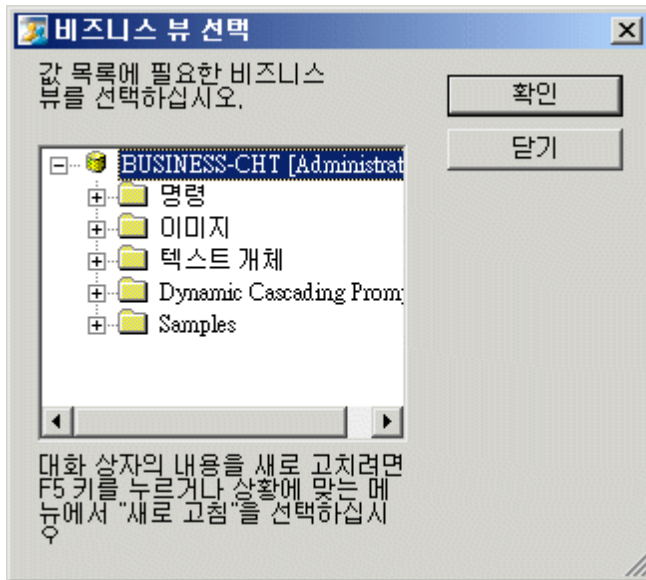 비즈니스 뷰 선택
값 목록에 필요한 비즈니스
뷰를 선택하십시오.
확인
닫기
BUSINESS-CHT [Administrat
명령
이미지
텍스트 개체
Dynamic Cascading Prom
Samples
대화 상자의 내용을 새로 고치려면
F5 키를 누르거나 상황에 맞는 메
뉴에서 "새로 고침"을 선택하십시
오